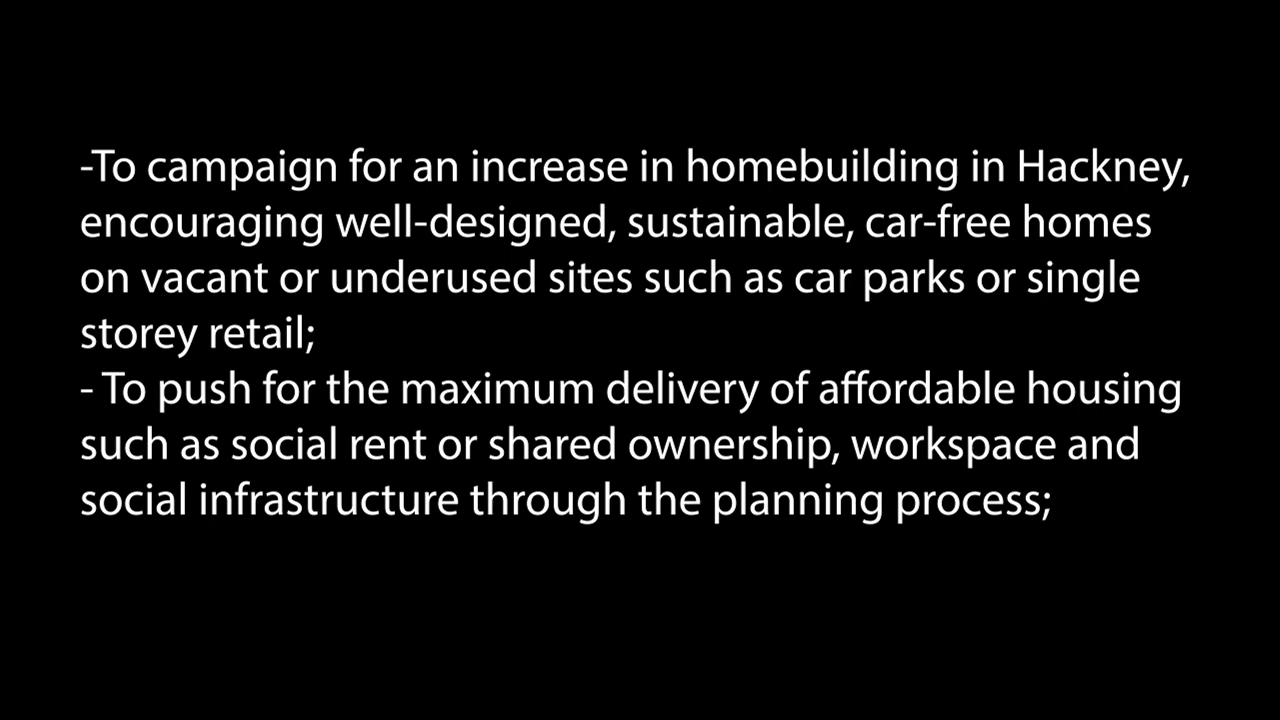 -To campaign for an increase in homebuilding in Hackney,
encouraging well-designed, sustainable, car-free homes
on vacant or underused sites such as car parks or single
storey retail;
- To push for the maximum delivery of affordable housing
such as social rent or shared ownership, workspace and
social infrastructure through the planning process;